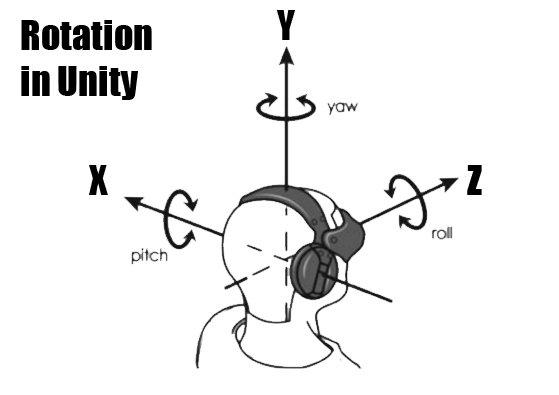 Rotation
in Unity
Y
yaw
X
Z
pitch
roll